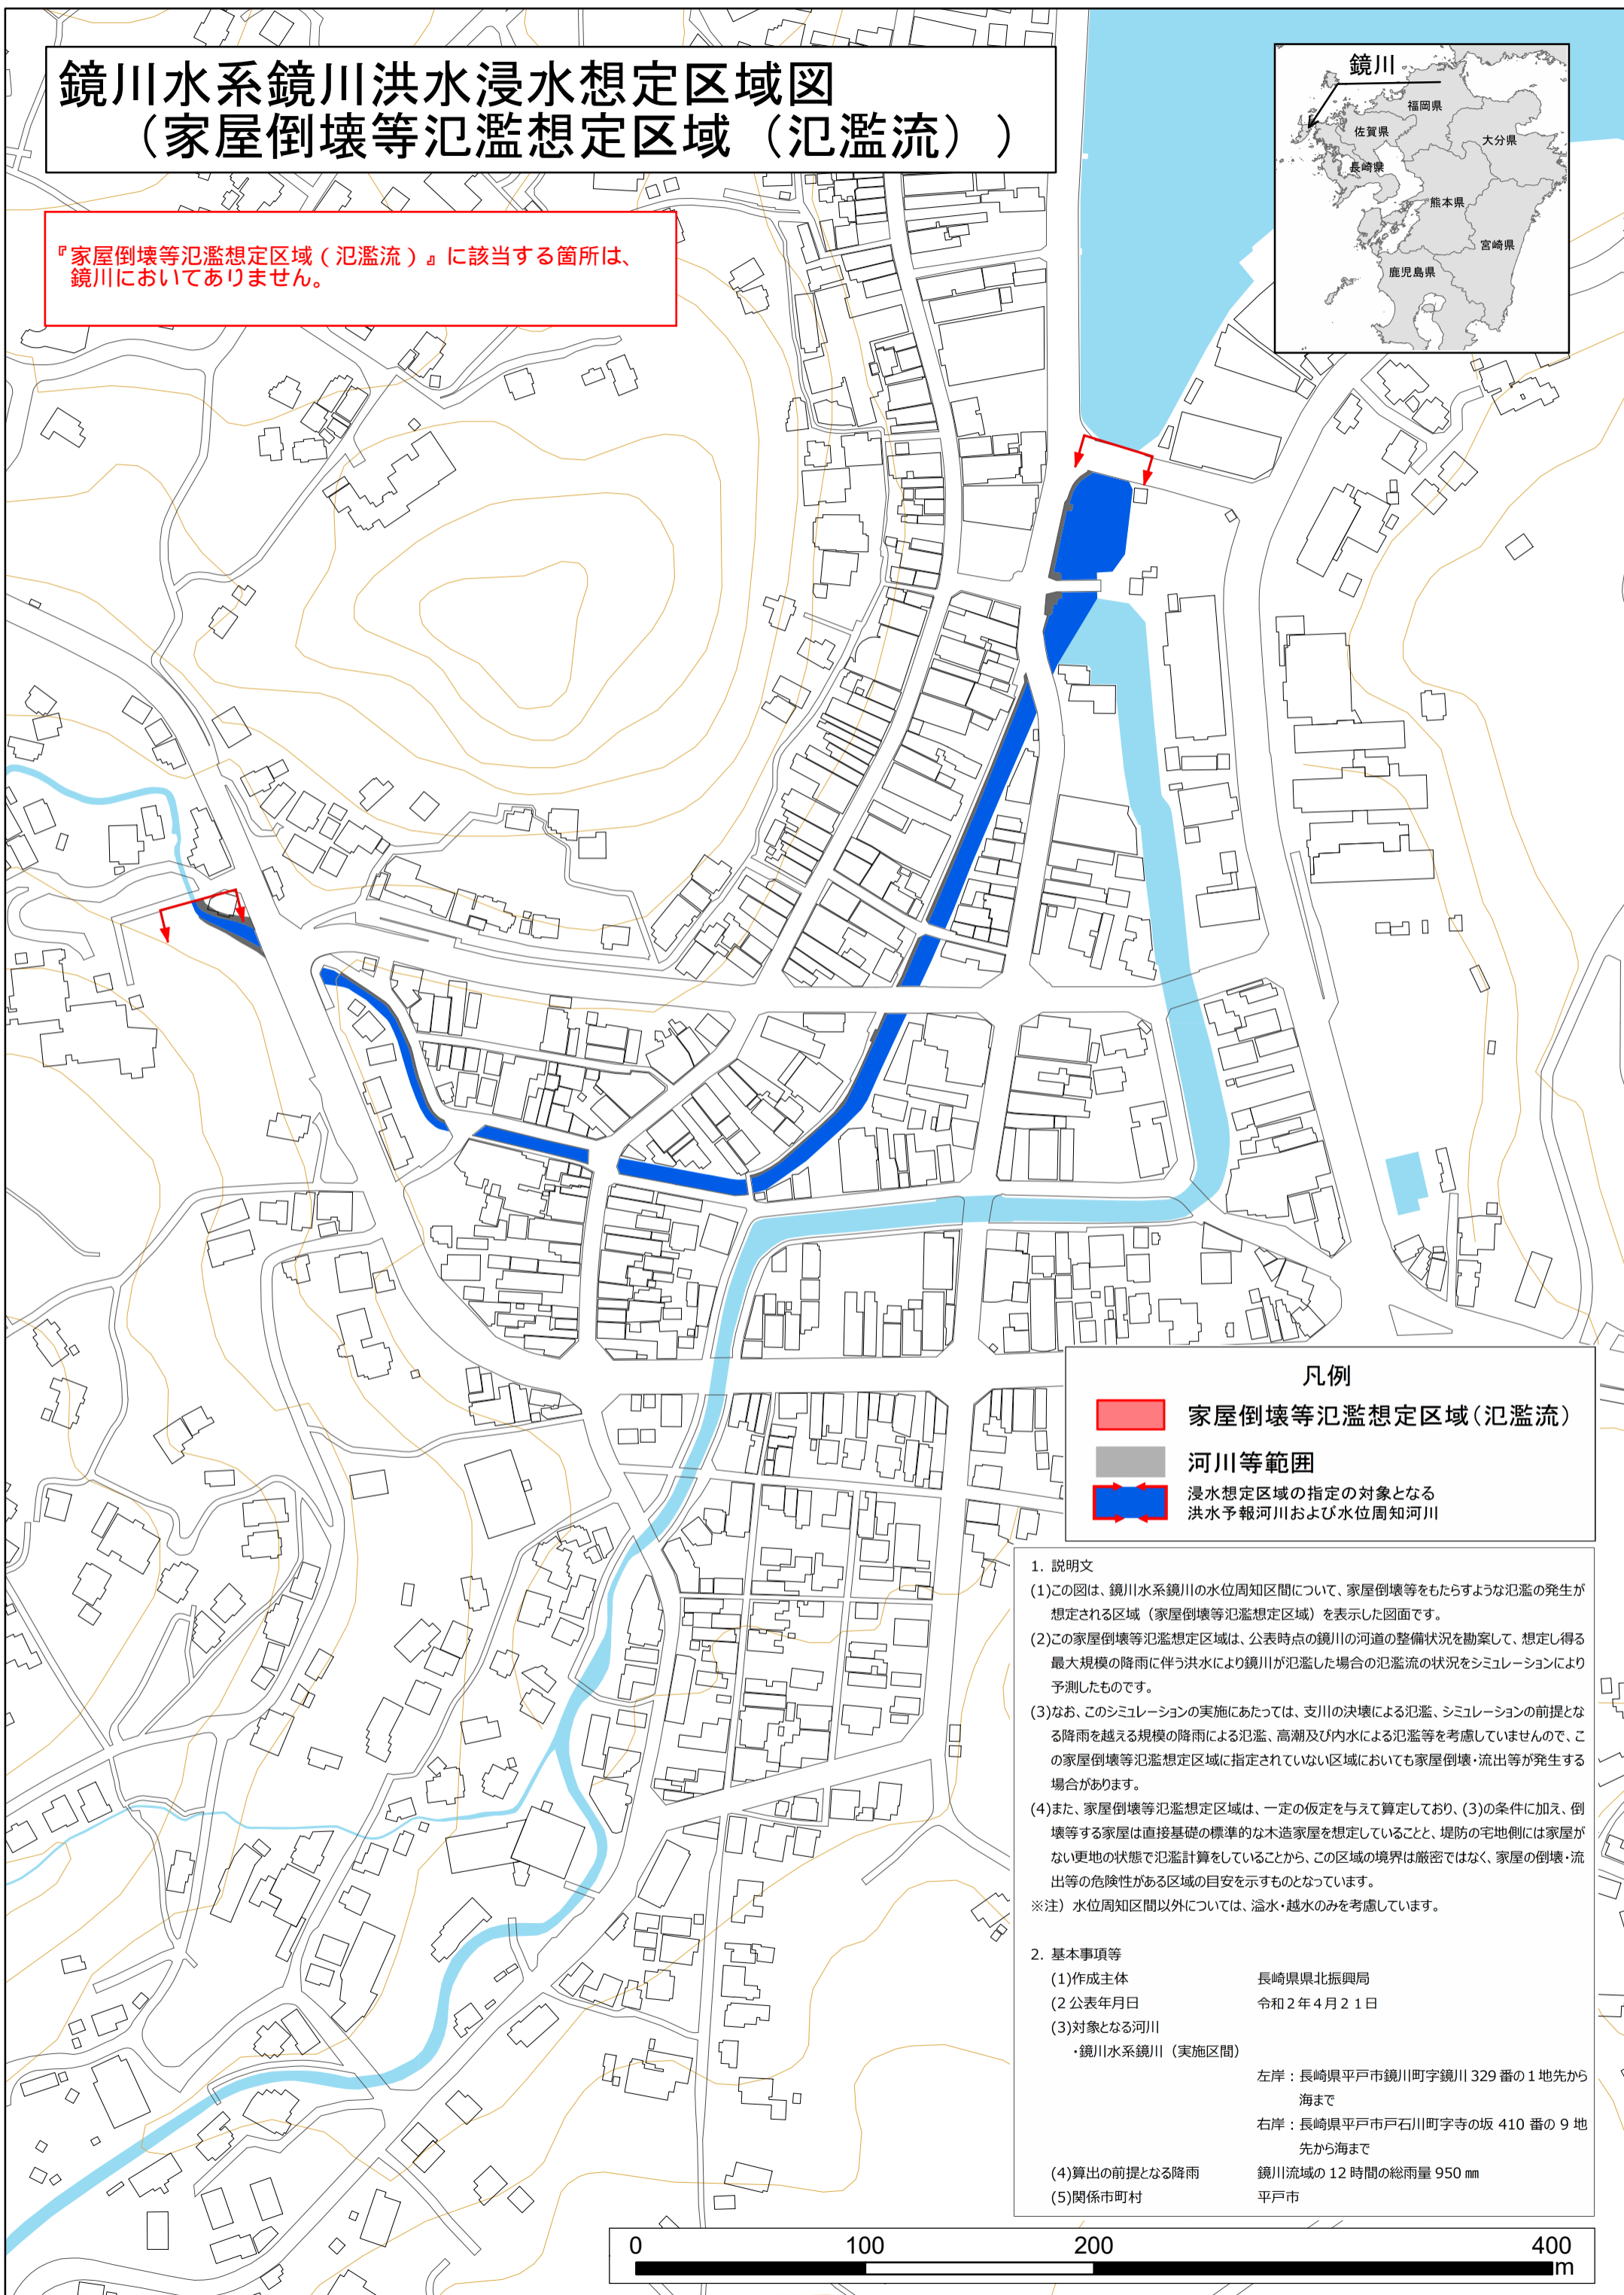 鏡川水系鏡川洪水浸水想定区域図
（家屋倒壊等氾濫想定区域（氾濫流））
『家屋倒壊等氾濫想定区域（氾濫流）』に該当する箇所は、
鏡川においてありません。
鏡川
福岡県
佐賀県
大分県
長崎県
熊本県
宮崎県
鹿児島県
凡例
家屋倒壊等氾濫想定区域（氾濫流）
河川等範囲
浸水想定区域の指定の対象となる
洪水予報河川および水位周知河川
1. 説明文
(1)この図は、鏡川水系鏡川の水位周知区間について、家屋倒壊等をもたらすような氾濫の発生が
想定される区域（家屋倒壊等氾濫想定区域）を表示した図面です。
(2)この家屋倒壊等氾濫想定区域は、公表時点の鏡川の河道の整備状況を勘案して、想定し得る
最大規模の降雨に伴う洪水により鏡川が氾濫した場合の氾濫流の状況をシミュレーションにより
予測したものです。
(3)なお、このシミュレーションの実施にあたっては、支川の決壊による氾濫、シミュレーションの前提とな
る降雨を越える規模の降雨による氾濫、高潮及び内水による氾濫等を考慮していませんので、こ
の家屋倒壊等氾濫想定区域に指定されていない区域においても家屋倒壊・流出等が発生する
場合があります。
(4)また、家屋倒壊等氾濫想定区域は、一定の仮定を与えて算定しており、(3)の条件に加え、倒
壊等する家屋は直接基礎の標準的な木造家屋を想定していることと、堤防の宅地側には家屋が
ない更地の状態で氾濫計算をしていることから、この区域の境界は厳密ではなく、家屋の倒壊・流
出等の危険性がある区域の目安を示すものとなっています。
※注）水位周知区間以外については、溢水・越水のみを考慮しています。
2. 基本事項等
(1)作成主体 長崎県県北振興局
(2 公表年月日 令和２年４月２１日
(3)対象となる河川
・鏡川水系鏡川（実施区間）
左岸：長崎県平戸市鏡川町字鏡川 329 番の１地先から
海まで
右岸：長崎県平戸市戸石川町字寺の坂 410 番の 9 地
先から海まで
(4)算出の前提となる降雨 鏡川流域の 12 時間の総雨量 950 ㎜
(5)関係市町村 平戸市
0 100 200 400
m